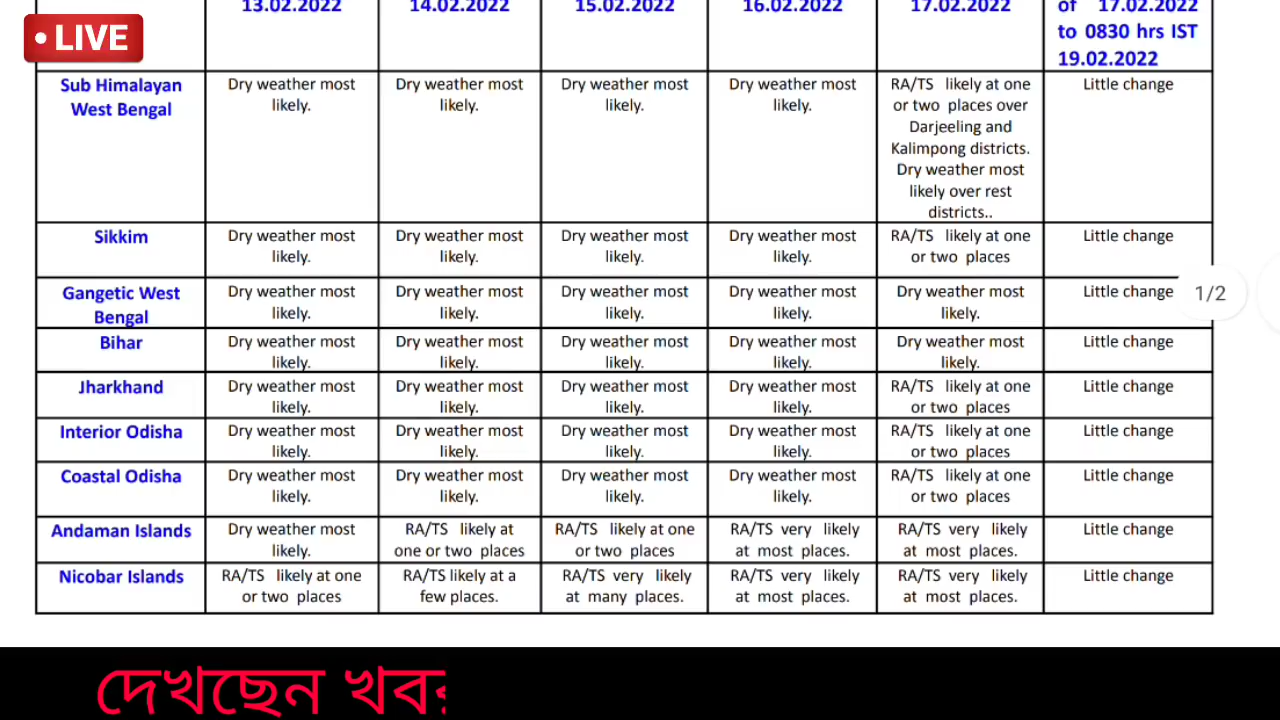 13.02.2022 14.02.2022 15.02.2022 16.02.2022 17.02.2022 of 17.02.2022
to 0830 hrs IST
19.02.2022
• LIVE
Sub Himalayan Dry weather most Dry weather most Dry weather most Dry weather most RA/TS likely at one Little change
West Bengal likely. likely. likely. likely. or two places over
Darjeeling and
Kalimpong districts.
Dry weather most
likely over rest
districts..
Sikkim Dry weather most Dry weather most Dry weather most Dry weather most RA/TS likely at one Little change
likely. likely. likely. likely. or two places
Gangetic West Dry weather most Dry weather most Dry weather most Dry weather most Dry weather most Little change 1/2
Bengal likely. likely. likely. likely. likely.
Bihar Dry weather most Dry weather most Dry weather most Dry weather most Dry weather most Little change
likely. likely. likely. likely. likely.
Jharkhand Dry weather most Dry weather most Dry weather most Dry weather most RA/TS likely at one Little change
likely. likely. likely. likely. or two places
Interior Odisha Dry weather most Dry weather most Dry weather most Dry weather most RA/TS likely at one Little change
likely. likely. likely. likely. or two places
Coastal Odisha Dry weather most Dry weather most Dry weather most Dry weather most RA/TS likely at one Little change
likely. likely. likely. likely. or two places
Andaman Islands Dry weather most RA/TS likely at RA/TS likely at one RA/TS very likely RA/TS very likely Little change
likely. one or two places or two places at most places. at most places.
Nicobar Islands RA/TS likely at one RA/TS likely at a RA/TS very likely RA/TS very likely RA/TS very likely Little change
or two places few places. at many places. at most places. at most places.
দেখছেন